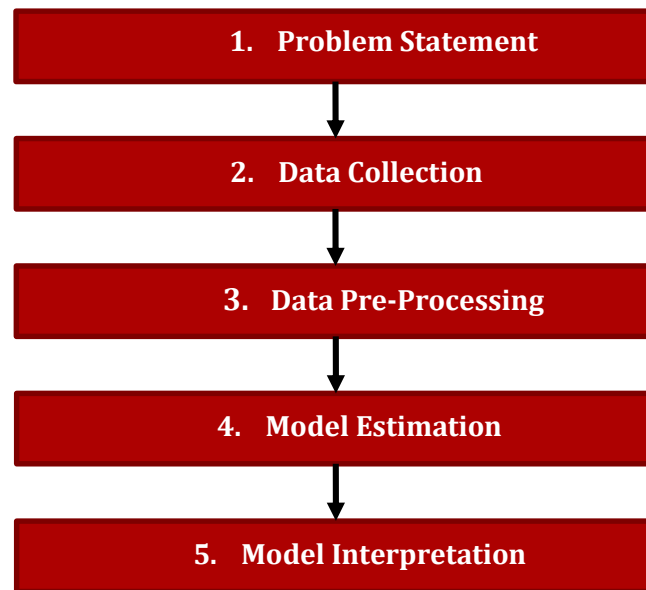 1. Problem Statement
2. Data Collection
3. Data Pre-Processing
4. Model Estimation
5. Model Interpretation